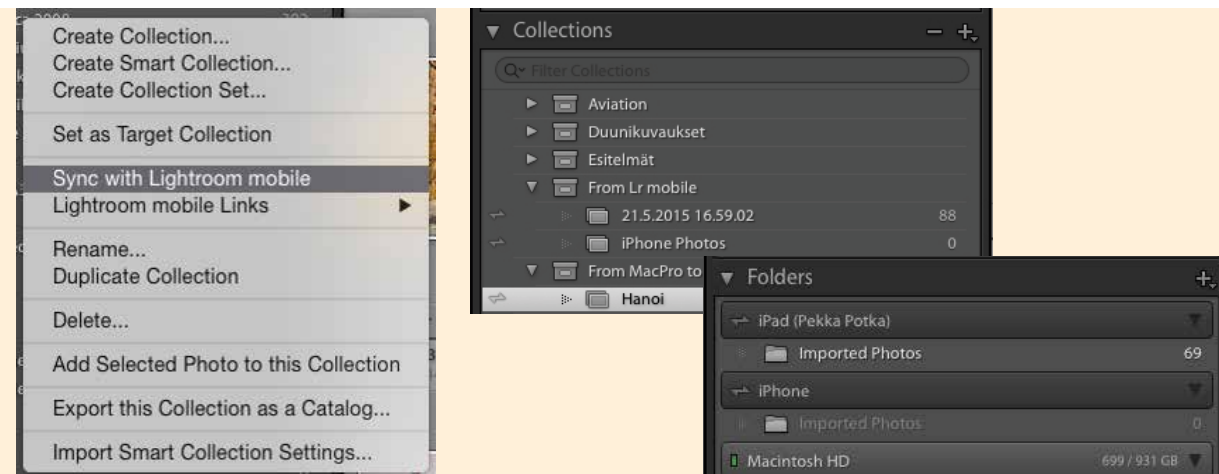 Create Collection...
Create Smart Collection...
Create Collection Set...
Set as Target Collection
Sync with Lightroom mobile
Lightroom mobile Links
Rename...
Duplicate Collection
Delete...
Add Selected Photo to this Collection
Export this Collection as a Catalog...
Import Smart Collection Settings...
Collections
Filter Collections
Aviation
Duunikuvaukset
Esitelmät
From Lr mobile
21.5.2015 16.59.02 88
iPhone Photos 0
From MacPro to
Hanoi
Folders
iPad (Pekka Potka)
Imported Photos 69
iPhone
Imported Photos 0
Macintosh HD 699 / 931 GB